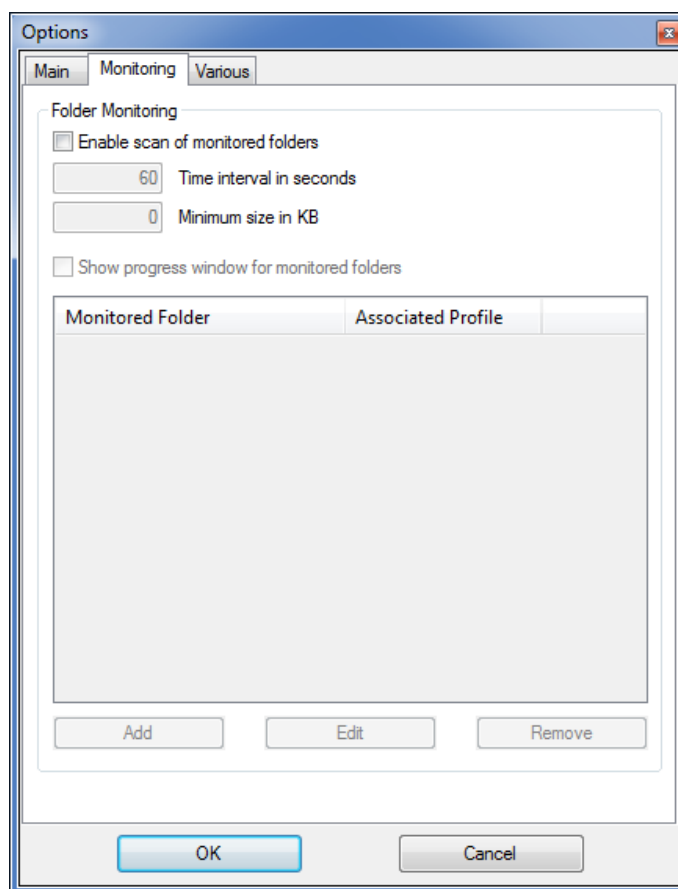 Options
Main Monitoring Various
Folder Monitoring
Enable scan of monitored folders
60 Time interval in seconds
0 Minimum size in KB
Show progress window for monitored folders
Monitored Folder Associated Profile
Add Edit Remove
OK Cancel